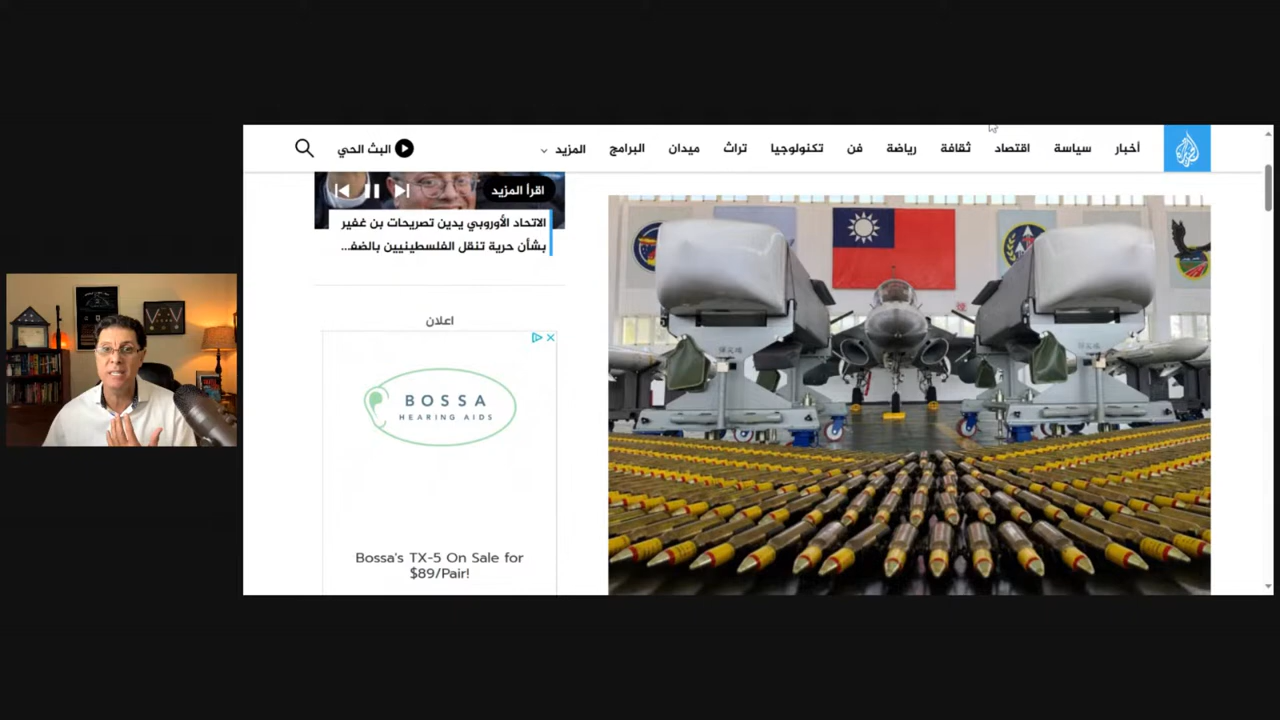 أخبار
سياسة
اقتصاد
ثقافة
رياضة
فن
تكنولوجيا
تراث
ميدان
البرامج
المزيد
البث الحي
اقرأ المزيد
الاتحاد الأوروبي يدين تصريحات بن غفير
بشأن حرية تنقل الفلسطينيين بالضفـ...
اعلان
BOSSA
HEARING AIDS
Bossa's TX-5 On Sale for
$89/Pair!